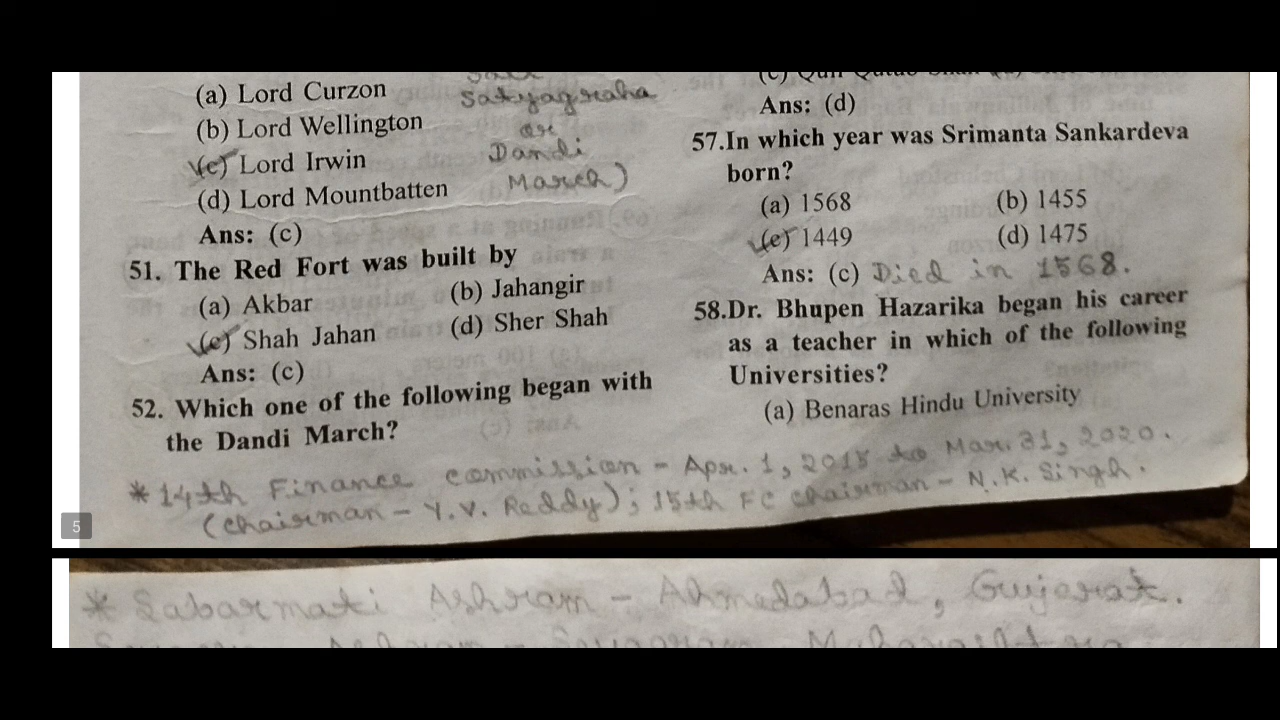 (a) Lord Curzon
(b) Lord Wellington
(c) Lord Irwin
(d) Lord Mountbatten
Satyagraha
or
Dandi
March)
Ans: (c)
51. The Red Fort was built by
(a) Akbar (b) Jahangir
(c) Shah Jahan (d) Sher Shah
Ans: (c)
52. Which one of the following began with
the Dandi March?
Ans: (d)
57.In which year was Srimanta Sankardeva
born?
(a) 1568 (b) 1455
(c) 1449 (d) 1475
Ans: (c) Died in 1568.
58.Dr. Bhupen Hazarika began his career
as a teacher in which of the following
Universities?
(a) Benaras Hindu University
* 14th Finance commission - Apr. 1, 2015 to Mar. 31, 2020.
(Chairman - Y.V. Reddy); 15th FC Chairman - N.K. Singh.
5
* Sabarmati Ashram - Ahmedabad, Gujarat.